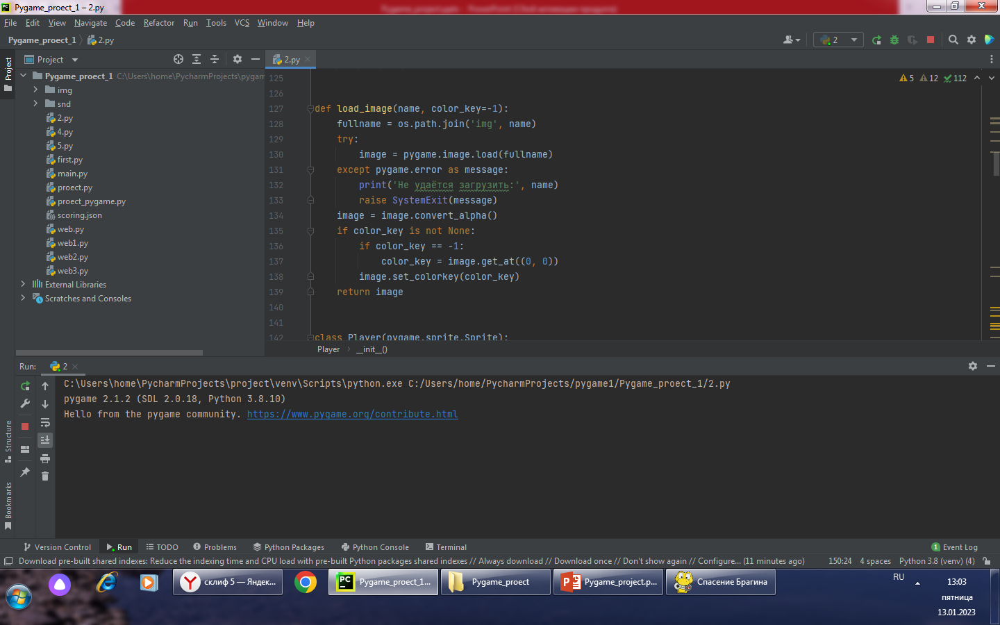 Pygame_proect_1 – 2.py
File Edit View Navigate Code Refactor Run Tools VCS Window Help
Pygame_proect_1 2.py
2
Project
2.py
Project
Pygame_proect_1 C:\Users\home\PycharmProjects\pygam
img
snd
2.py
4.py
5.py
first.py
main.py
proect.py
proect_pygame.py
scoring.json
web.py
web1.py
web2.py
web3.py
External Libraries
Scratches and Consoles
5 12 112
125
126
127 def load_image(name, color_key=-1):
128 fullname = os.path.join('img', name)
129 try:
130 image = pygame.image.load(fullname)
131 except pygame.error as message:
132 print('Не удаётся загрузить:', name)
133 raise SystemExit(message)
134 image = image.convert_alpha()
135 if color_key is not None:
136 if color_key == -1:
137 color_key = image.get_at((0, 0))
138 image.set_colorkey(color_key)
139 return image
140
141
142 class Player(pygame.sprite.Sprite):
Player __init__()
Run: 2
C:\Users\home\PycharmProjects\project\venv\Scripts\python.exe C:/Users/home/PycharmProjects/pygame1/Pygame_proect_1/2.py
pygame 2.1.2 (SDL 2.0.18, Python 3.8.10)
Hello from the pygame community. https://www.pygame.org/contribute.html
Structure
Bookmarks
Version Control Run TODO Problems Python Packages Python Console Terminal 1 Event Log
Download pre-built shared indexes: Reduce the indexing time and CPU load with pre-built Python packages shared indexes // Always download // Download once // Don't show again // Configure... (11 minutes ago) 150:24 4 spaces Python 3.8 (venv) (4)
склиф 5 — Яндек... Pygame_proect_1... Pygame_proect Pygame_project.p... Спасение Брагина RU 13:03
пятница
13.01.2023